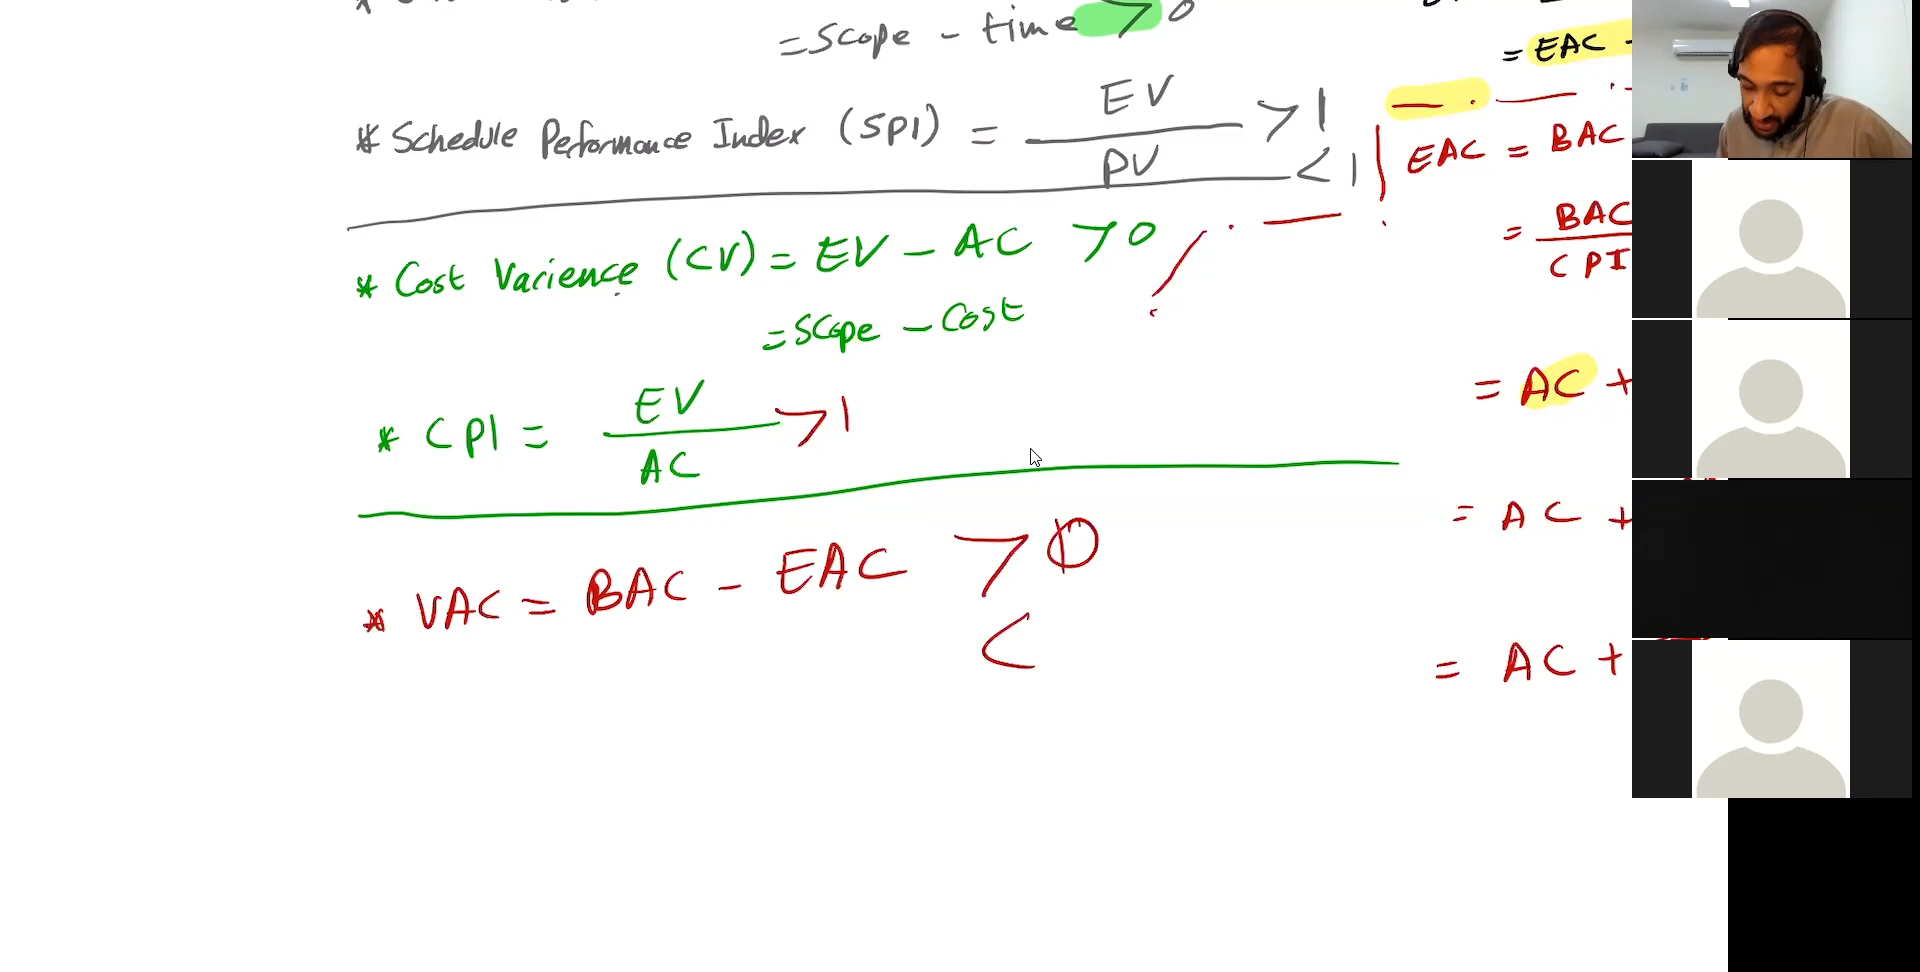 = Scope - time > 0
* Schedule Performance Index (SPI) = EV / PV > 1
< 1
* Cost Varience (CV) = EV - AC > 0
= Scope - Cost
* CPI = EV / AC > 1
* VAC = BAC - EAC > 0
<
= EAC -
EAC = BAC
= BAC / CPI
= AC +
= AC +
= AC +